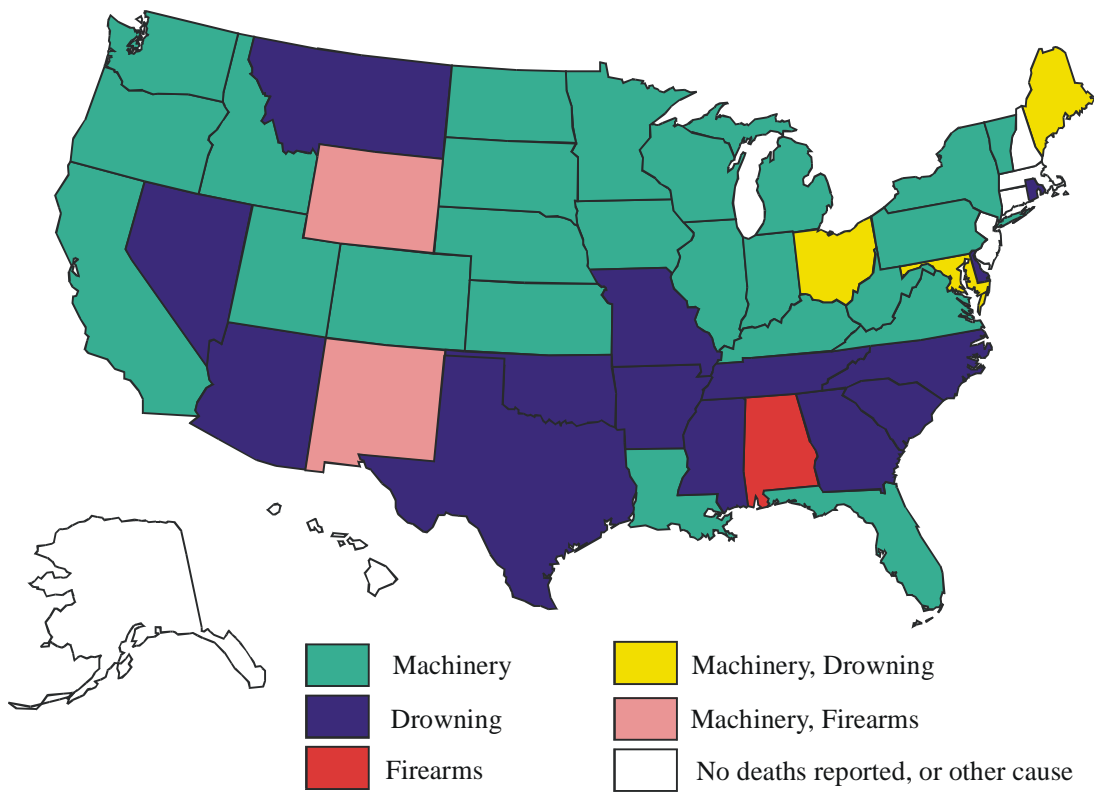 Machinery
Drowning
Firearms
Machinery, Drowning
Machinery, Firearms
No deaths reported, or other cause